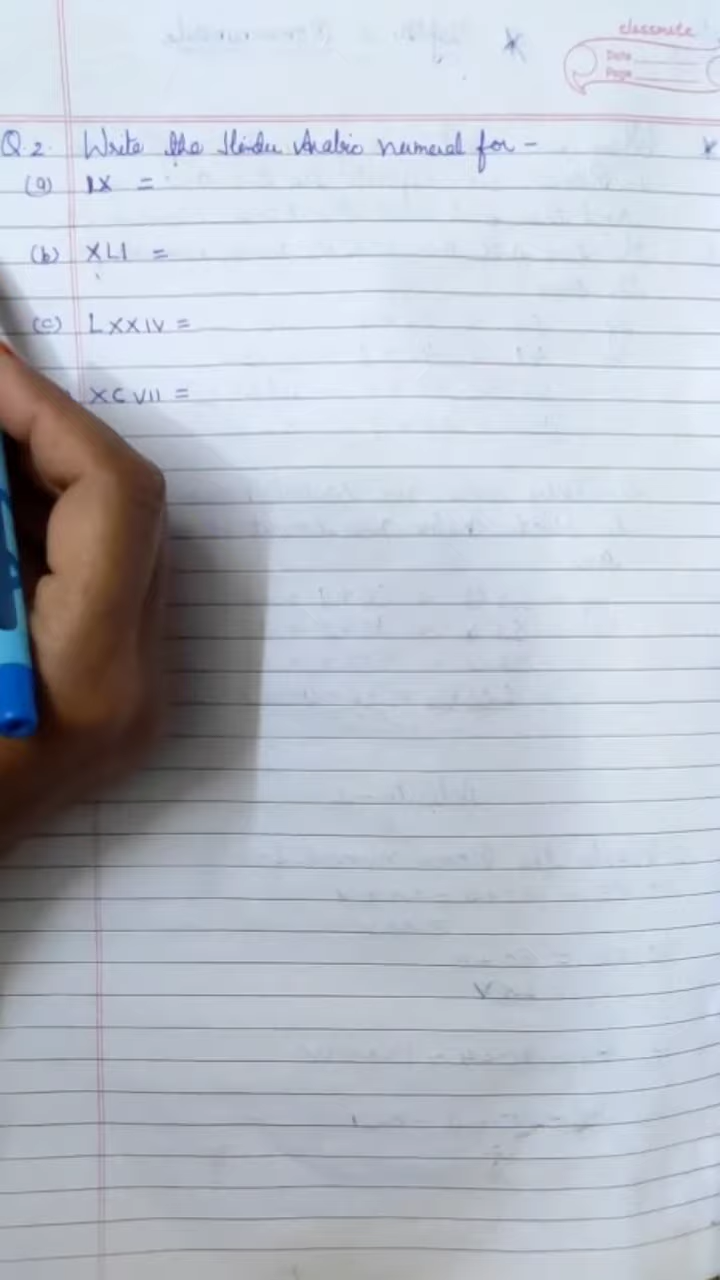 classmate
Date
Page
Q.2. Write the Hindu Arabic numeral for -
(a) IX =
(b) XLI =
(c) LXXIV =
XCVII =